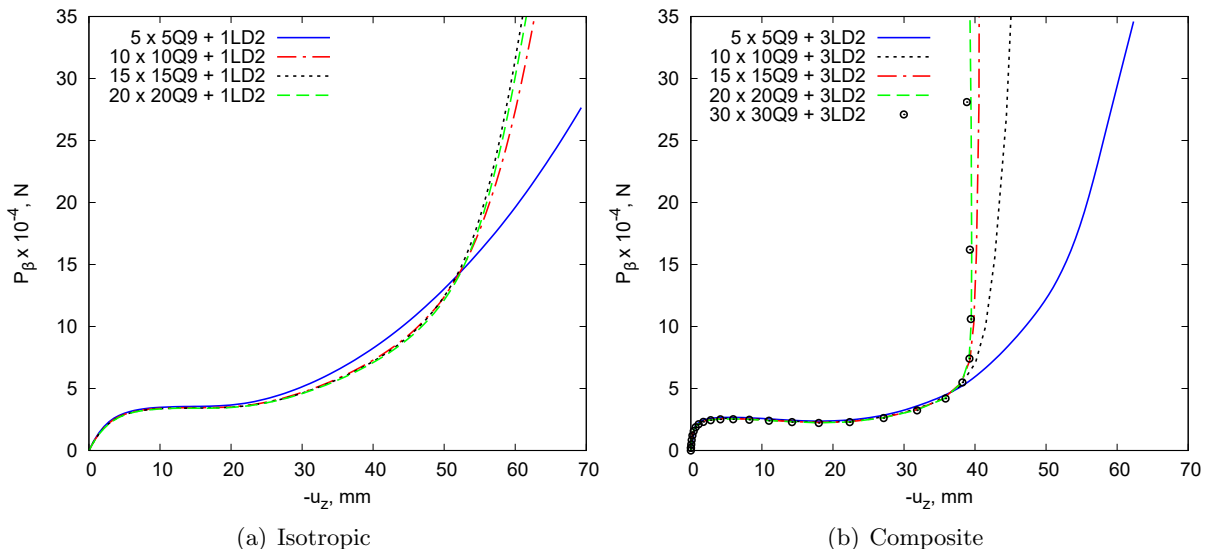 5 x 5Q9 + 1LD2
10 x 10Q9 + 1LD2
15 x 15Q9 + 1LD2
20 x 20Q9 + 1LD2
35
30
25
20
15
10
5
0
P_β x 10^-4, N
0 10 20 30 40 50 60 70
-u_z, mm
(a) Isotropic
5 x 5Q9 + 3LD2
10 x 10Q9 + 3LD2
15 x 15Q9 + 3LD2
20 x 20Q9 + 3LD2
30 x 30Q9 + 3LD2
35
30
25
20
15
10
5
0
P_β x 10^-4, N
0 10 20 30 40 50 60 70
-u_z, mm
(b) Composite